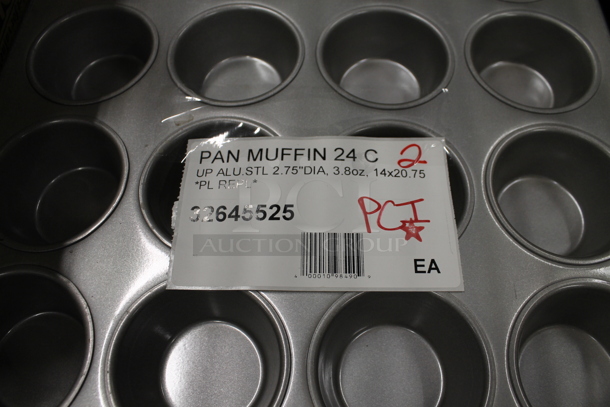 PAN MUFFIN 24 C 2
UP ALU.STL 2.75"DIA, 3.8oz, 14x20.75
*PL REPL*
32645525
PCI
PCI
AUCTION GROUP
EA